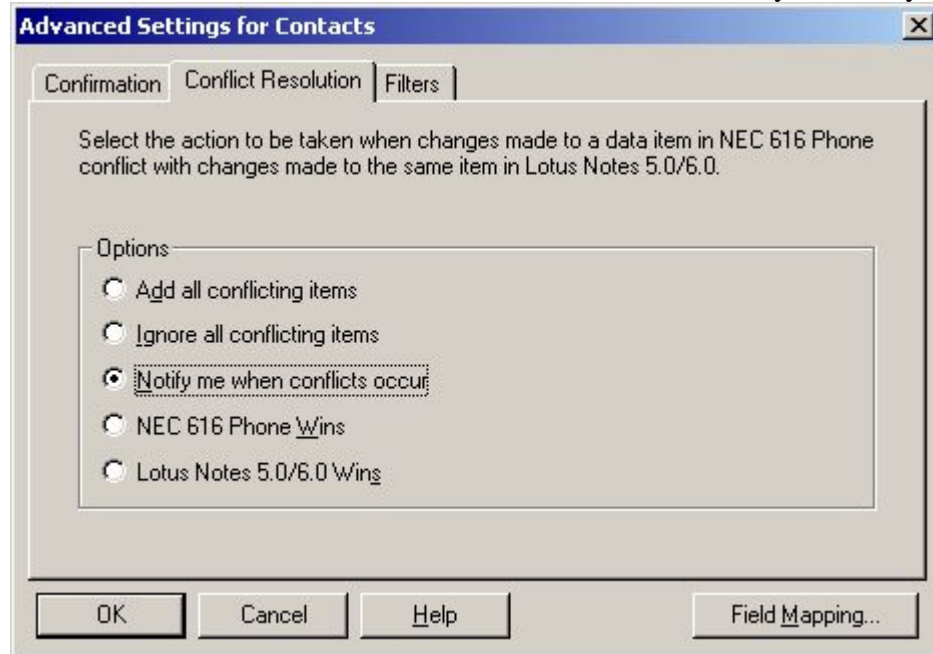 Advanced Settings for Contacts
Confirmation Conflict Resolution Filters
Select the action to be taken when changes made to a data item in NEC 616 Phone
conflict with changes made to the same item in Lotus Notes 5.0/6.0.
Options
Add all conflicting items
Ignore all conflicting items
Notify me when conflicts occur
NEC 616 Phone Wins
Lotus Notes 5.0/6.0 Wins
OK Cancel Help Field Mapping...